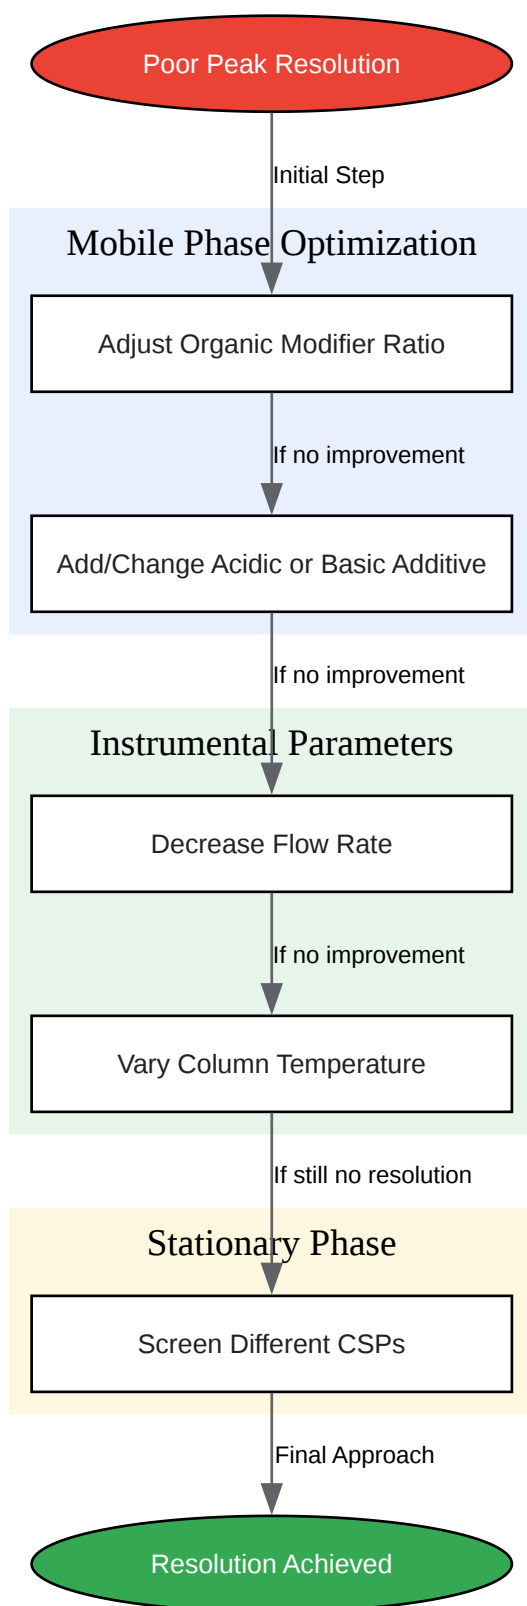 Poor Peak Resolution
Initial Step
Mobile Phase Optimization
Adjust Organic Modifier Ratio
If no improvement
Add/Change Acidic or Basic Additive
If no improvement
Instrumental Parameters
Decrease Flow Rate
If no improvement
Vary Column Temperature
If still no resolution
Stationary Phase
Screen Different CSPs
Final Approach
Resolution Achieved